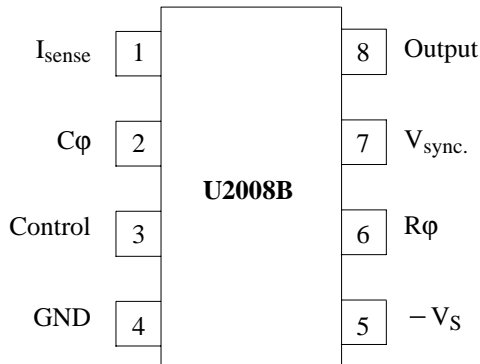 I_sense 1 8 Output
Cφ 2 7 V_sync.
U2008B
Control 3 6 Rφ
GND 4 5 −V_S